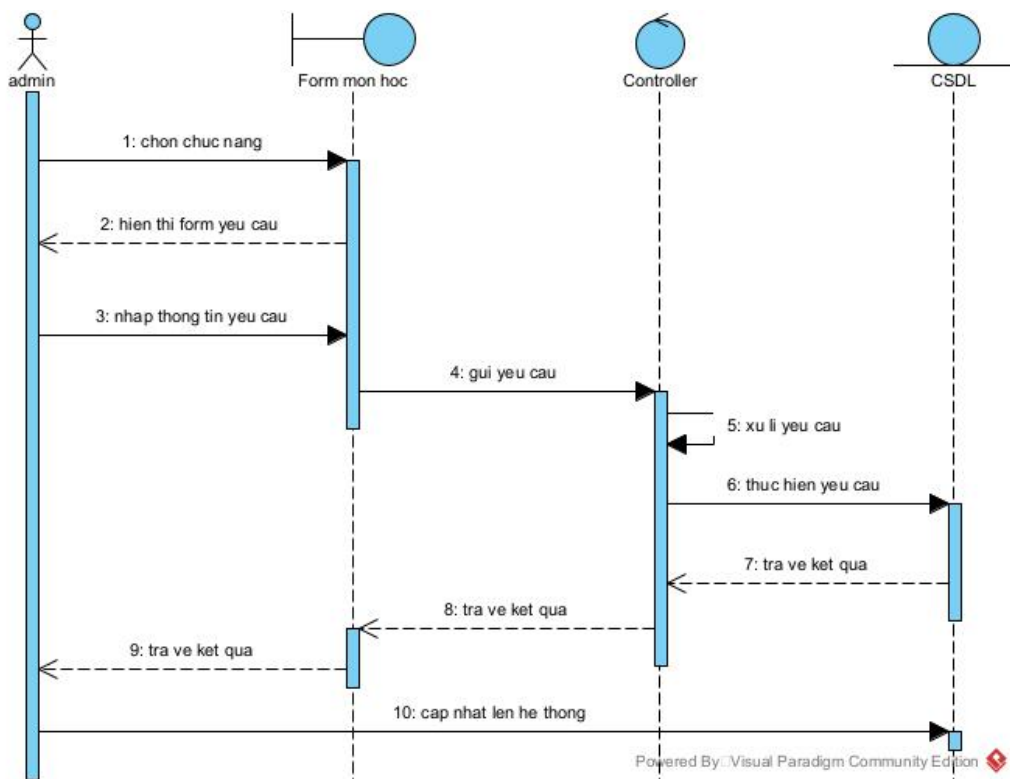 admin
Form mon hoc
Controller
CSDL
1: chon chuc nang
2: hien thi form yeu cau
3: nhap thong tin yeu cau
4: gui yeu cau
5: xu li yeu cau
6: thuc hien yeu cau
7: tra ve ket qua
8: tra ve ket qua
9: tra ve ket qua
10: cap nhat len he thong
Powered By Visual Paradigm Community Edition